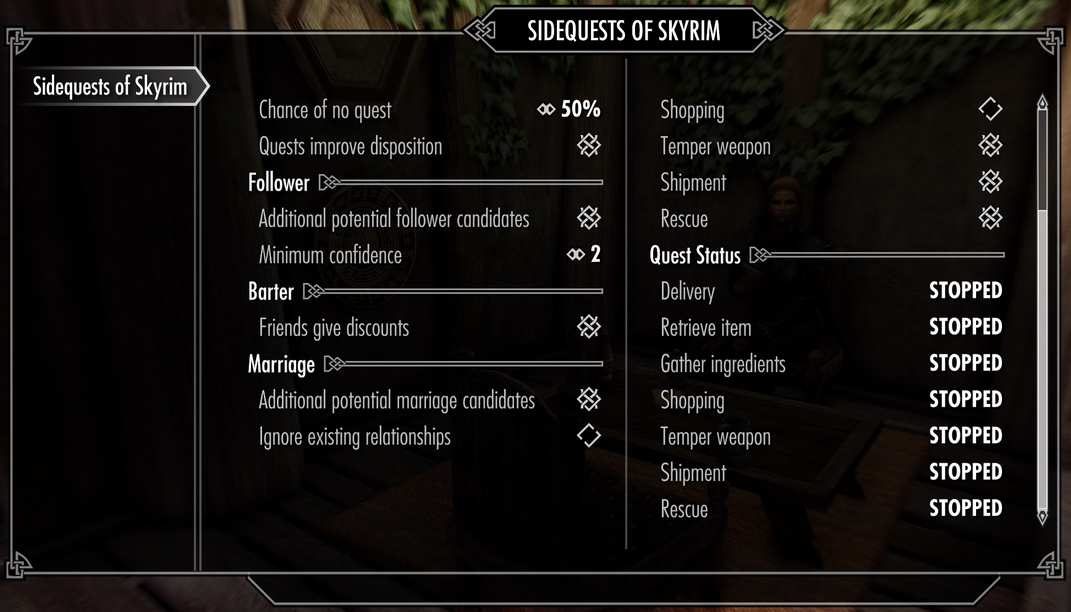 SIDEQUESTS OF SKYRIM
Sidequests of Skyrim
Chance of no quest 50%
Quests improve disposition
Follower
Additional potential follower candidates
Minimum confidence 2
Barter
Friends give discounts
Marriage
Additional potential marriage candidates
Ignore existing relationships
Shopping
Temper weapon
Shipment
Rescue
Quest Status
Delivery STOPPED
Retrieve item STOPPED
Gather ingredients STOPPED
Shopping STOPPED
Temper weapon STOPPED
Shipment STOPPED
Rescue STOPPED